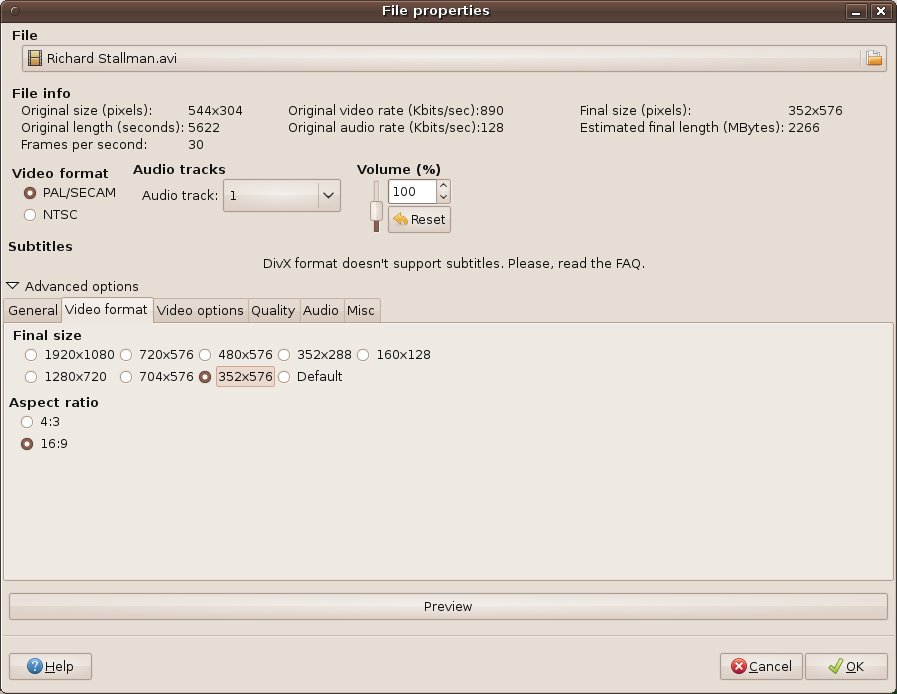 File properties
File
Richard Stallman.avi
File info
Original size (pixels): 544x304 Original video rate (Kbits/sec):890 Final size (pixels): 352x576
Original length (seconds): 5622 Original audio rate (Kbits/sec):128 Estimated final length (MBytes): 2266
Frames per second: 30
Video format Audio tracks Volume (%)
PAL/SECAM Audio track: 1 100
NTSC Reset
Subtitles
DivX format doesn't support subtitles. Please, read the FAQ.
Advanced options
General Video format Video options Quality Audio Misc
Final size
1920x1080 720x576 480x576 352x288 160x128
1280x720 704x576 352x576 Default
Aspect ratio
4:3
16:9
Preview
Help Cancel OK